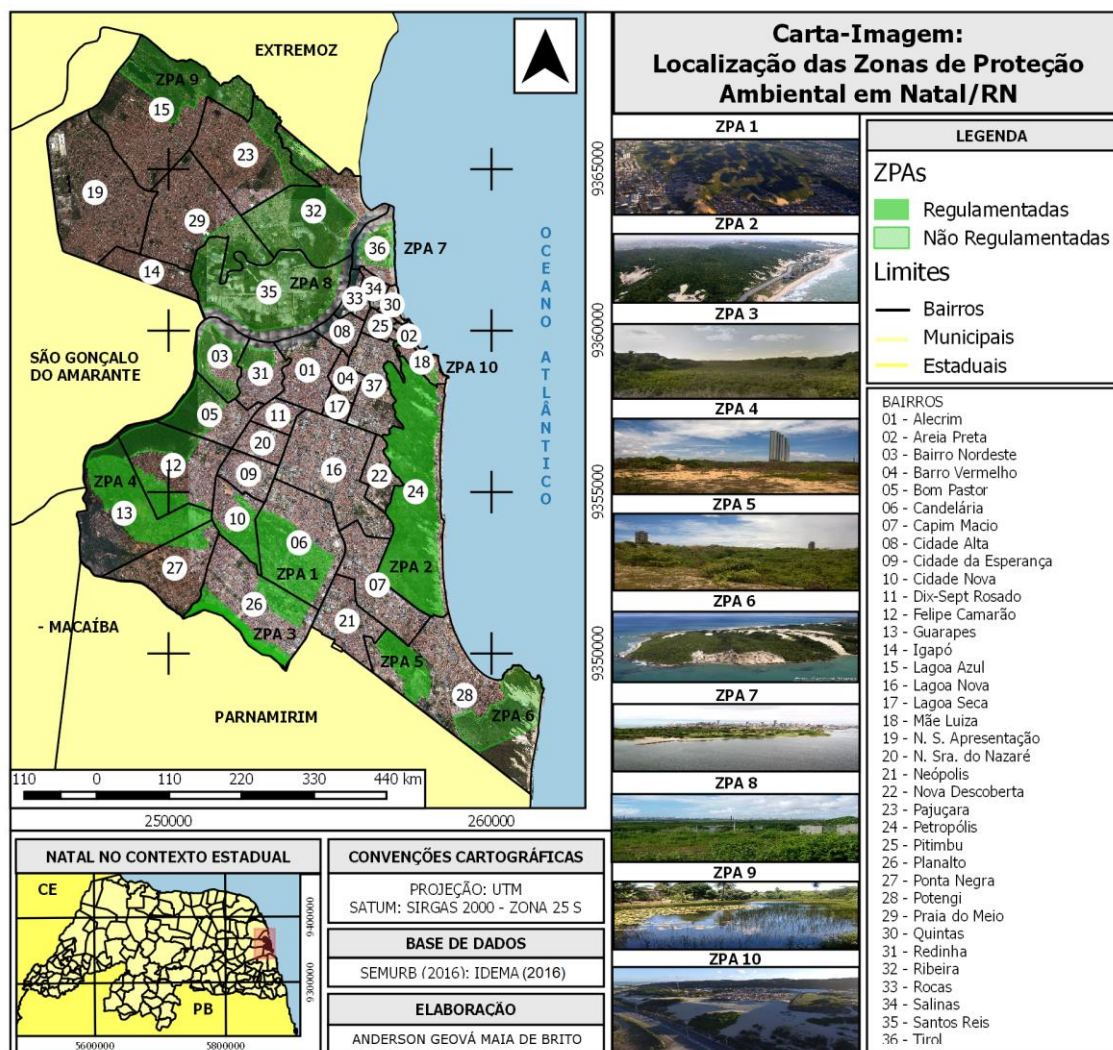 Carta-Imagem:
Localização das Zonas de Proteção
Ambiental em Natal/RN
EXTREMOZ
ZPA 9
15
23
19
32
29
36
ZPA 7
14
ZPA 8
35
34
33
30
25
08
02
03
31
01
18
ZPA 10
04
37
SÃO GONÇALO
DO AMARANTE
05
11
17
20
12
09
16
22
24
ZPA 4
13
10
06
27
ZPA 1
ZPA 2
07
26
21
- MACAÍBA
ZPA 3
ZPA 5
28
ZPA 6
PARNAMIRIM
OCEANO ATLÂNTICO
9365000
9360000
9355000
9350000
110 0 110 220 330 440 km
250000 260000
ZPA 1
ZPA 2
ZPA 3
ZPA 4
ZPA 5
ZPA 6
ZPA 7
ZPA 8
ZPA 9
ZPA 10
LEGENDA
ZPAs
Regulamentadas
Não Regulamentadas
Limites
Bairros
Municipais
Estaduais
BAIRROS
01 - Alecrim
02 - Areia Preta
03 - Bairro Nordeste
04 - Barro Vermelho
05 - Bom Pastor
06 - Candelária
07 - Capim Macio
08 - Cidade Alta
09 - Cidade da Esperança
10 - Cidade Nova
11 - Dix-Sept Rosado
12 - Felipe Camarão
13 - Guarapes
14 - Igapó
15 - Lagoa Azul
16 - Lagoa Nova
17 - Lagoa Seca
18 - Mãe Luiza
19 - N. S. Apresentação
20 - N. Sra. do Nazaré
21 - Neópolis
22 - Nova Descoberta
23 - Pajuçara
24 - Petropólis
25 - Pitimbu
26 - Planalto
27 - Ponta Negra
28 - Potengi
29 - Praia do Meio
30 - Quintas
31 - Redinha
32 - Ribeira
33 - Rocas
34 - Salinas
35 - Santos Reis
36 - Tirol
NATAL NO CONTEXTO ESTADUAL
CE
PB
9400000
9300000
5600000 5800000
CONVENÇÕES CARTOGRÁFICAS
PROJEÇÃO: UTM
SATUM: SIRGAS 2000 - ZONA 25 S
BASE DE DADOS
SEMURB (2016): IDEMA (2016)
ELABORAÇÃO
ANDERSON GEOVÁ MAIA DE BRITO